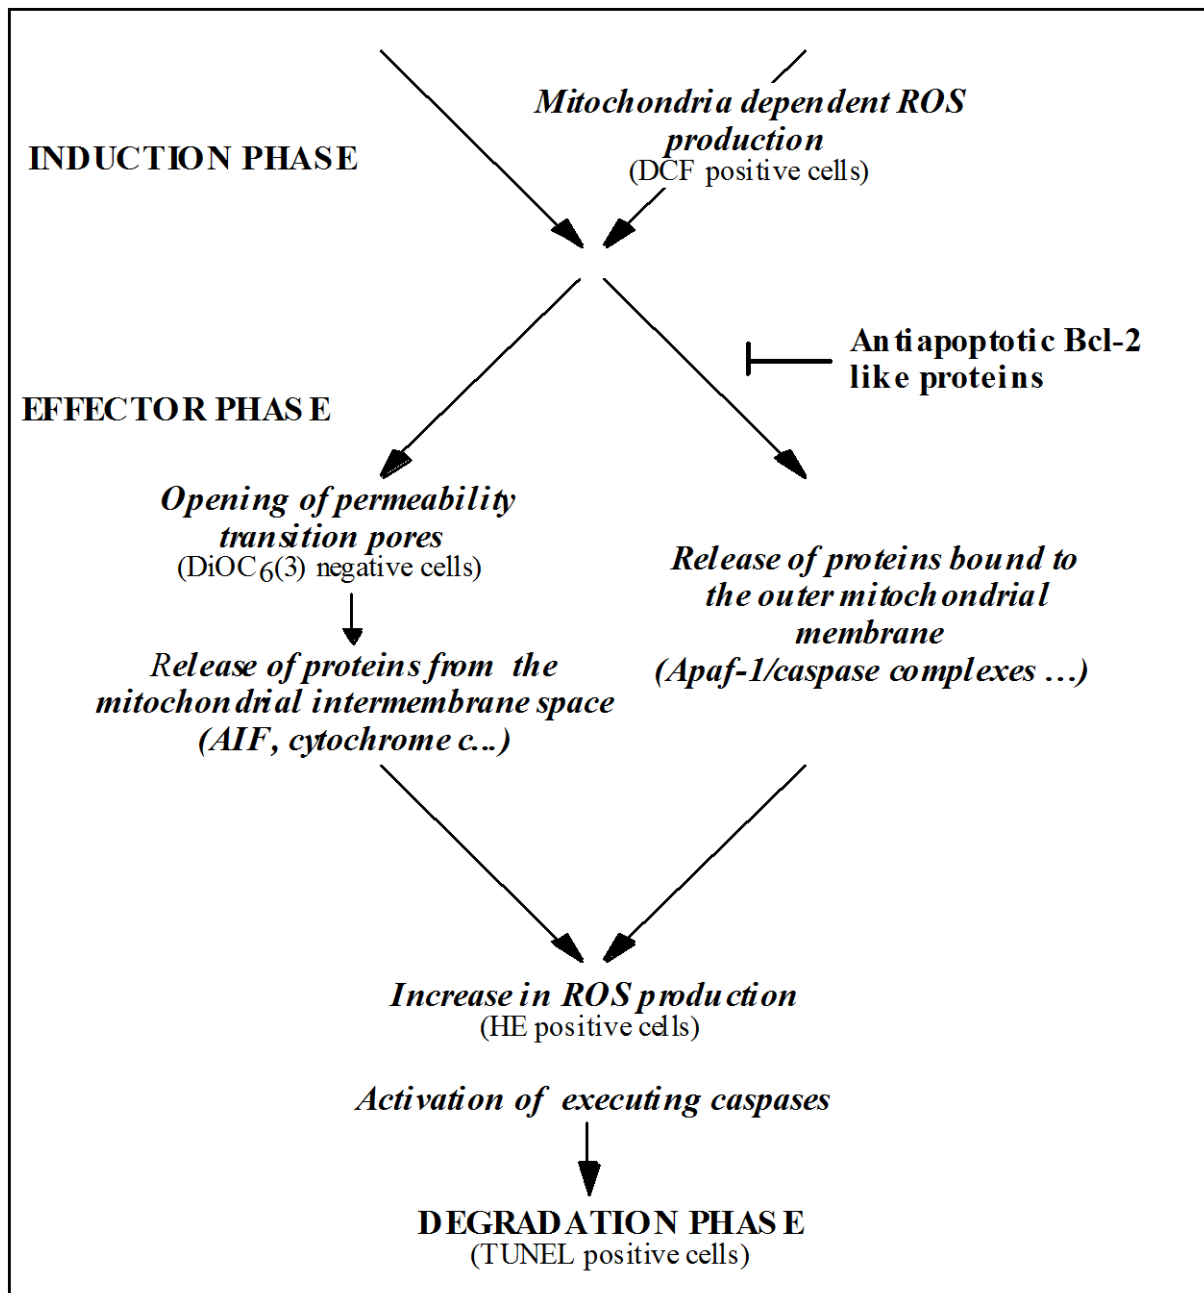 Mitochondria dependent ROS
production
(DCF positive cells)
INDUCTION PHASE
Antiapoptotic Bcl-2
like proteins
EFFECTOR PHASE
Opening of permeability
transition pores
(DiOC6(3) negative cells)
Release of proteins bound to
the outer mitochondrial
membrane
(Apaf-1/caspase complexes ...)
Release of proteins from the
mitochondrial intermembrane space
(AIF, cytochrome c...)
Increase in ROS production
(HE positive cells)
Activation of executing caspases
DEGRADATION PHASE
(TUNEL positive cells)